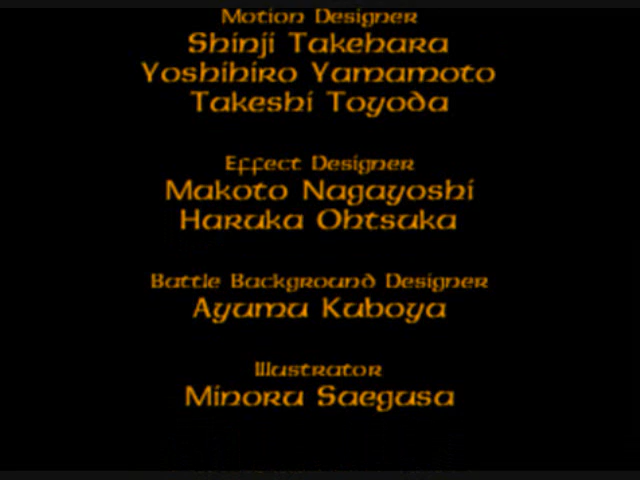 Motion Designer
Shinji Takehara
Yoshihiro Yamamoto
Takeshi Toyoda
Effect Designer
Makoto Nagayoshi
Haruka Ohtsuka
Battle Background Designer
Ayumu Kuboya
Illustrator
Minoru Saegusa